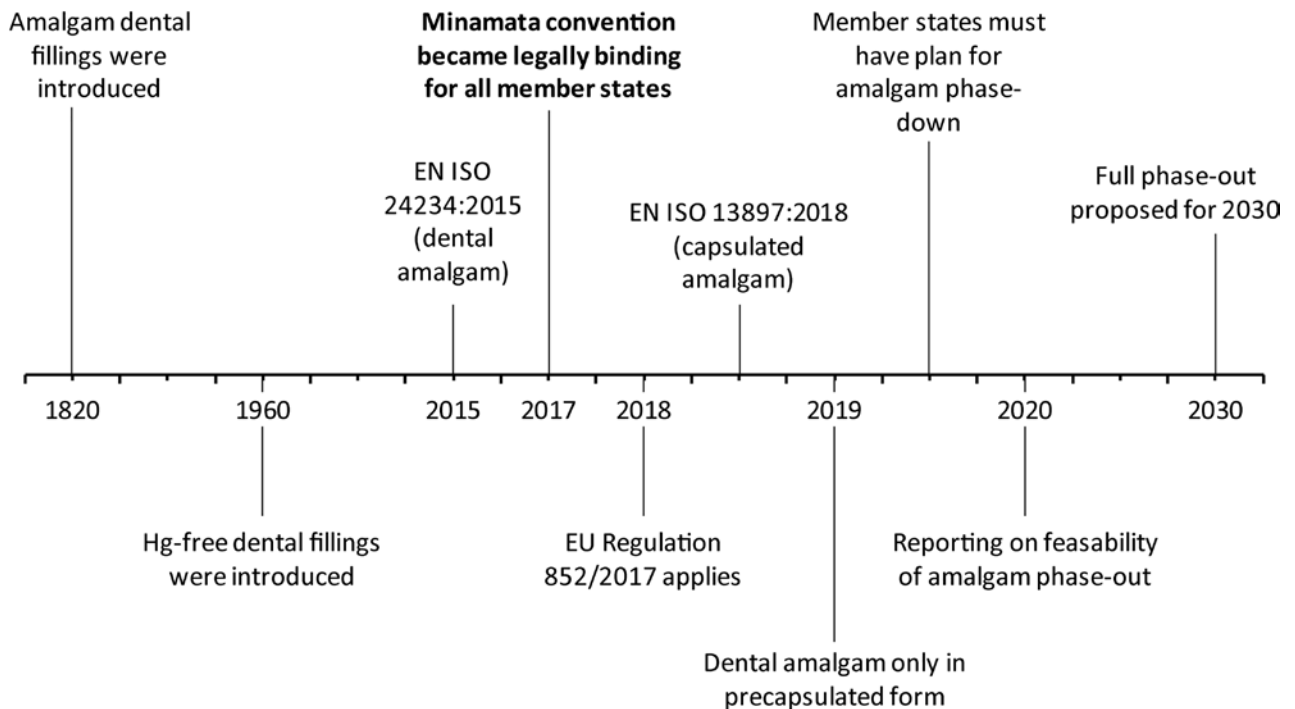 Amalgam dental
fillings were
introduced
Minamata convention
became legally binding
for all member states
Member states must
have plan for
amalgam phase-
down
EN ISO
24234:2015
(dental
amalgam)
EN ISO 13897:2018
(capsulated
amalgam)
Full phase-out
proposed for 2030
1820 1960 2015 2017 2018 2019 2020 2030
Hg-free dental fillings
were introduced
EU Regulation
852/2017 applies
Reporting on feasability
of amalgam phase-out
Dental amalgam only in
precapsulated form